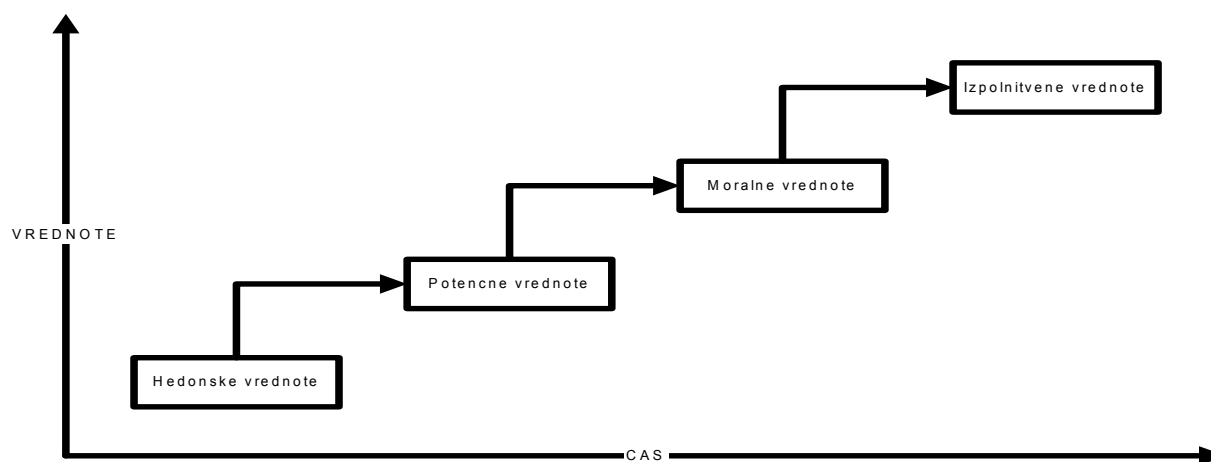 Izpolnitvene vrednote
Moralne vrednote
VREDNOTE
Potencne vrednote
Hedonske vrednote
CAS